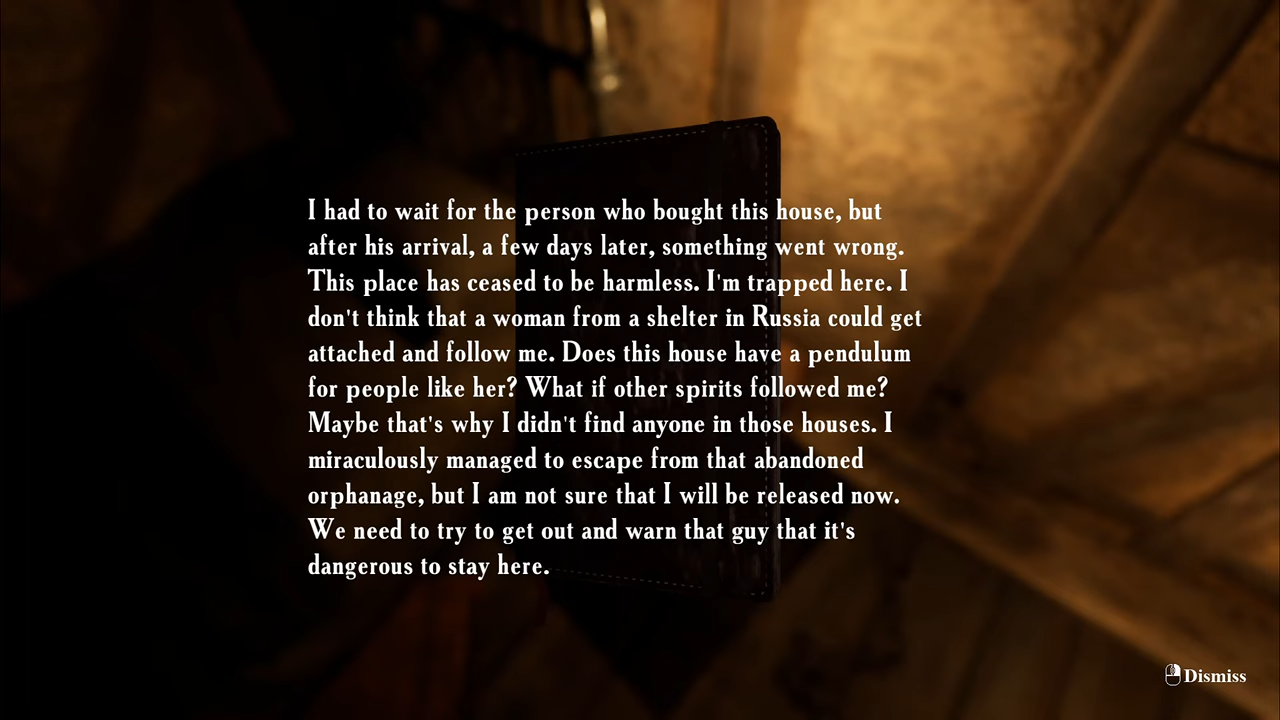 I had to wait for the person who bought this house, but
after his arrival, a few days later, something went wrong.
This place has ceased to be harmless. I'm trapped here. I
don't think that a woman from a shelter in Russia could get
attached and follow me. Does this house have a pendulum
for people like her? What if other spirits followed me?
Maybe that's why I didn't find anyone in those houses. I
miraculously managed to escape from that abandoned
orphanage, but I am not sure that I will be released now.
We need to try to get out and warn that guy that it's
dangerous to stay here.
Dismiss